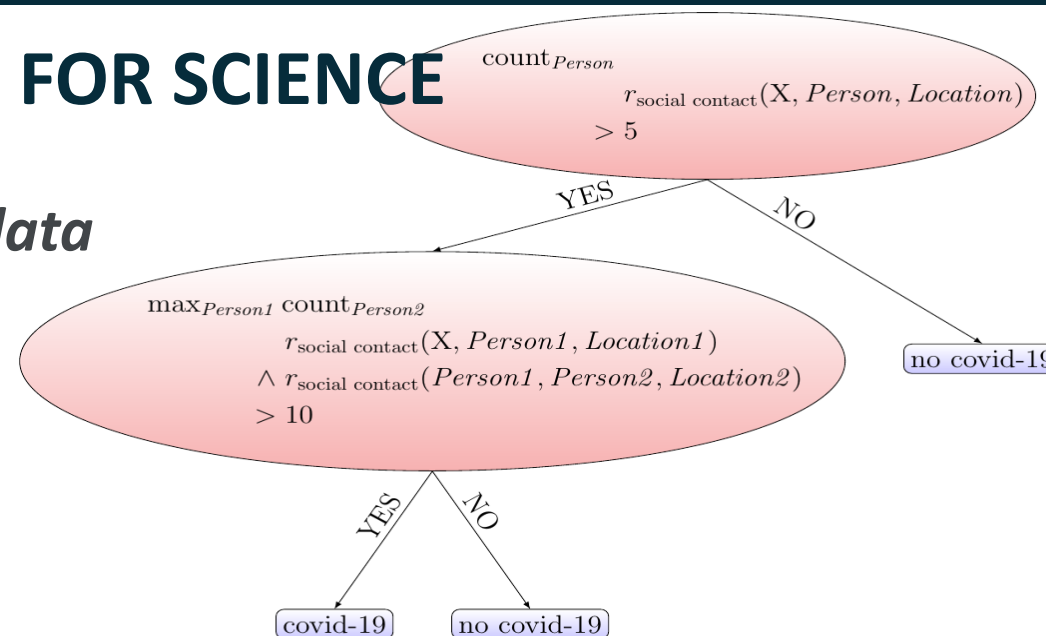 FOR SCIENCE
count_Person
r_social contact(X, Person, Location)
> 5
YES
NO
data
max_Person1 count_Person2
r_social contact(X, Person1, Location1)
∧ r_social contact(Person1, Person2, Location2)
> 10
no covid-19
YES
NO
covid-19
no covid-19